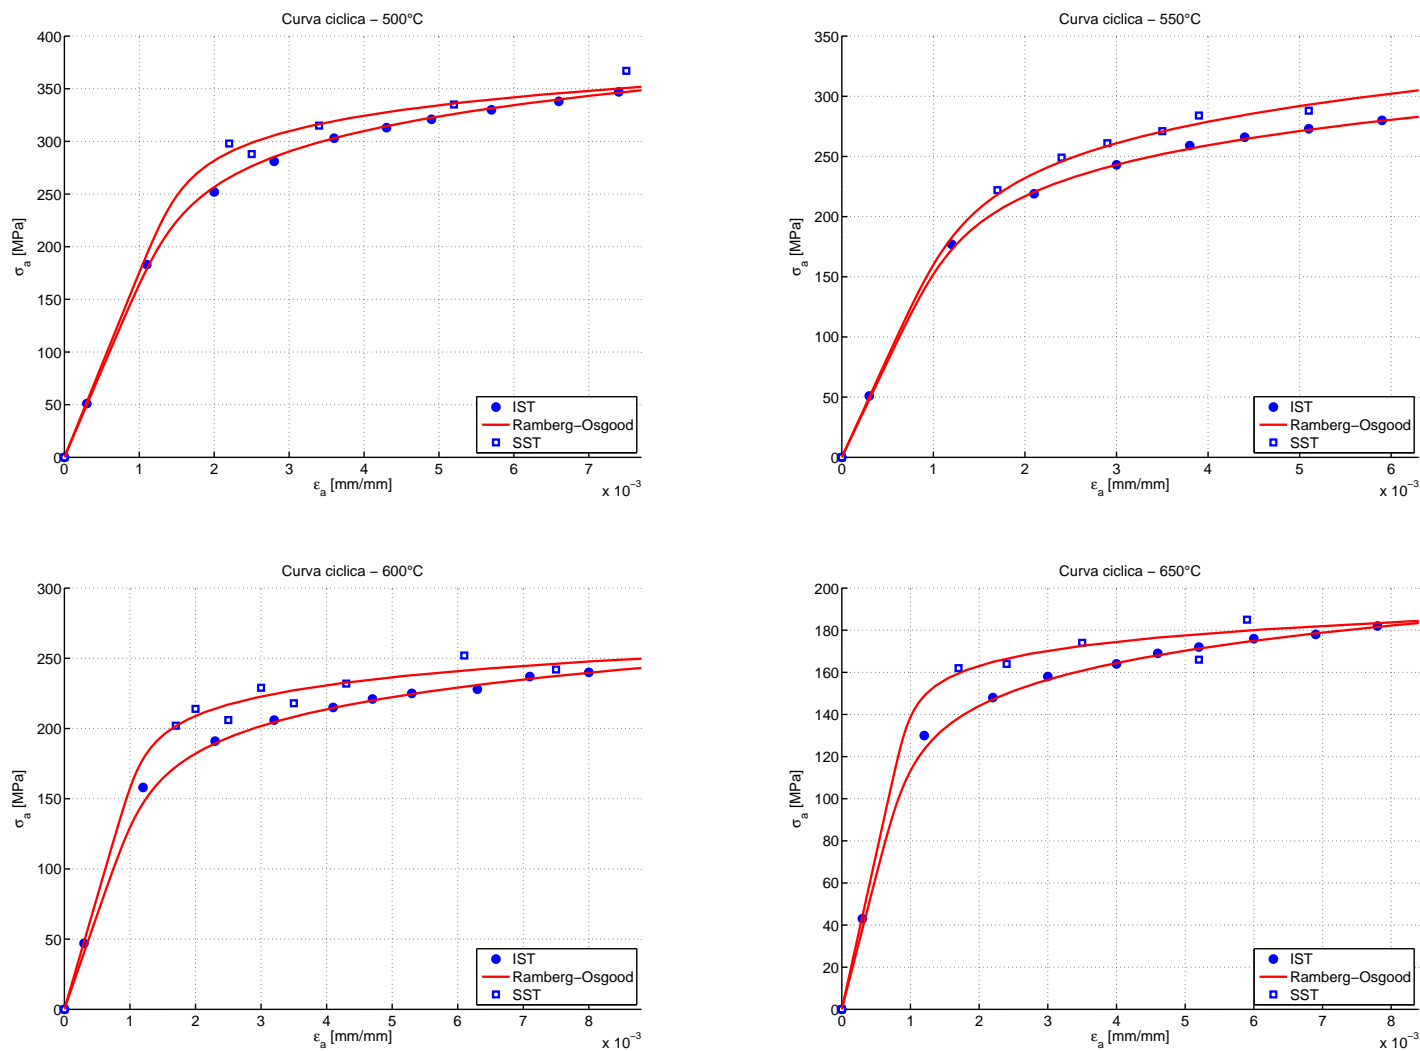 Curva ciclica – 500°C
400
350
300
250
200
150
100
50
0
σa [MPa]
0 1 2 3 4 5 6 7
εa [mm/mm]
x 10−3
IST
Ramberg−Osgood
SST
Curva ciclica – 550°C
350
300
250
200
150
100
50
0
σa [MPa]
0 1 2 3 4 5 6
εa [mm/mm]
x 10−3
IST
Ramberg−Osgood
SST
Curva ciclica – 600°C
300
250
200
150
100
50
0
σa [MPa]
0 1 2 3 4 5 6 7 8
εa [mm/mm]
x 10−3
IST
Ramberg−Osgood
SST
Curva ciclica – 650°C
200
180
160
140
120
100
80
60
40
20
0
σa [MPa]
0 1 2 3 4 5 6 7 8
εa [mm/mm]
x 10−3
IST
Ramberg−Osgood
SST